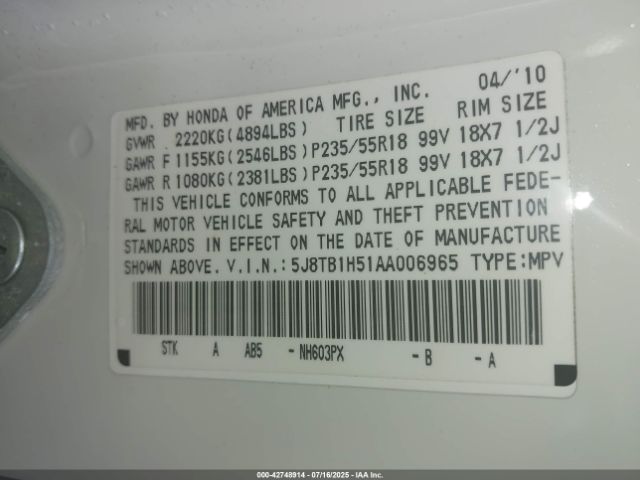 04/'10
MFD. BY HONDA OF AMERICA MFG., INC.
GVWR 2220KG(4894LBS) TIRE SIZE RIM SIZE
GAWR F 1155KG(2546LBS)P235/55R18 99V 18X7 1/2J
GAWR R 1080KG(2381LBS)P235/55R18 99V 18X7 1/2J
THIS VEHICLE CONFORMS TO ALL APPLICABLE FEDE-
RAL MOTOR VEHICLE SAFETY AND THEFT PREVENTION
STANDARDS IN EFFECT ON THE DATE OF MANUFACTURE
SHOWN ABOVE. V.I.N.: 5J8TB1H51AA006965 TYPE:MPV
STK A AB5 - NH603PX - B - A
000-42748914 / 07/16/2025 / IAA Inc.